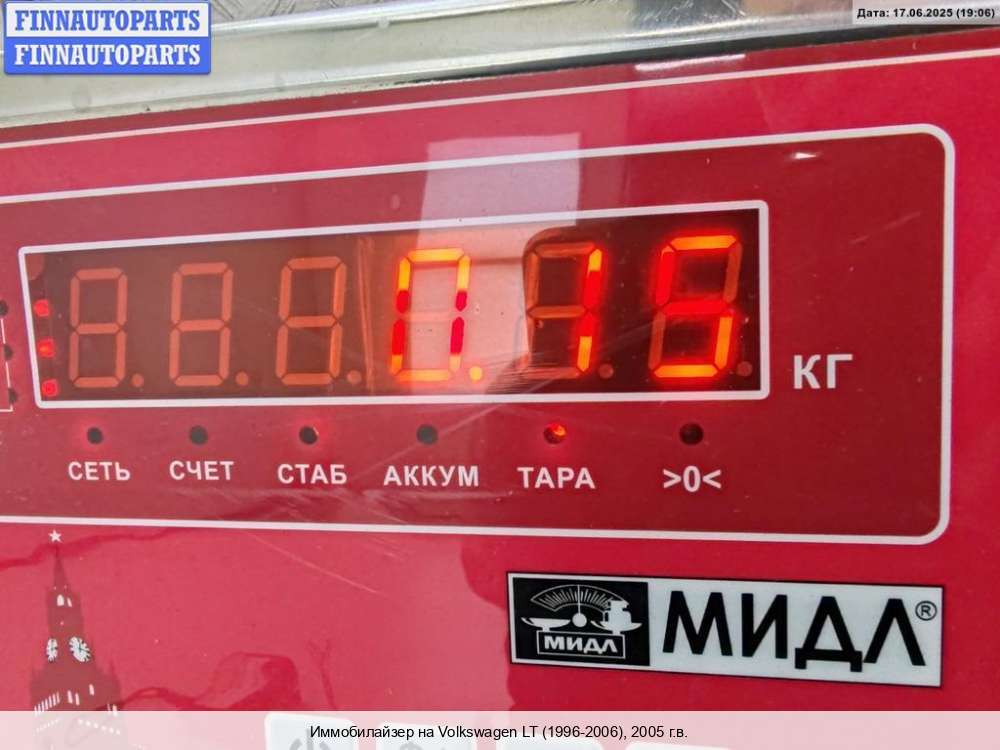 FINNAUTOPARTS
FINNAUTOPARTS
Дата: 17.06.2025 (19:06)
0.15
КГ
СЕТЬ СЧЕТ СТАБ АККУМ ТАРА >0<
МИДЛ
МИДЛ®
Иммобилайзер на Volkswagen LT (1996-2006), 2005 г.в.